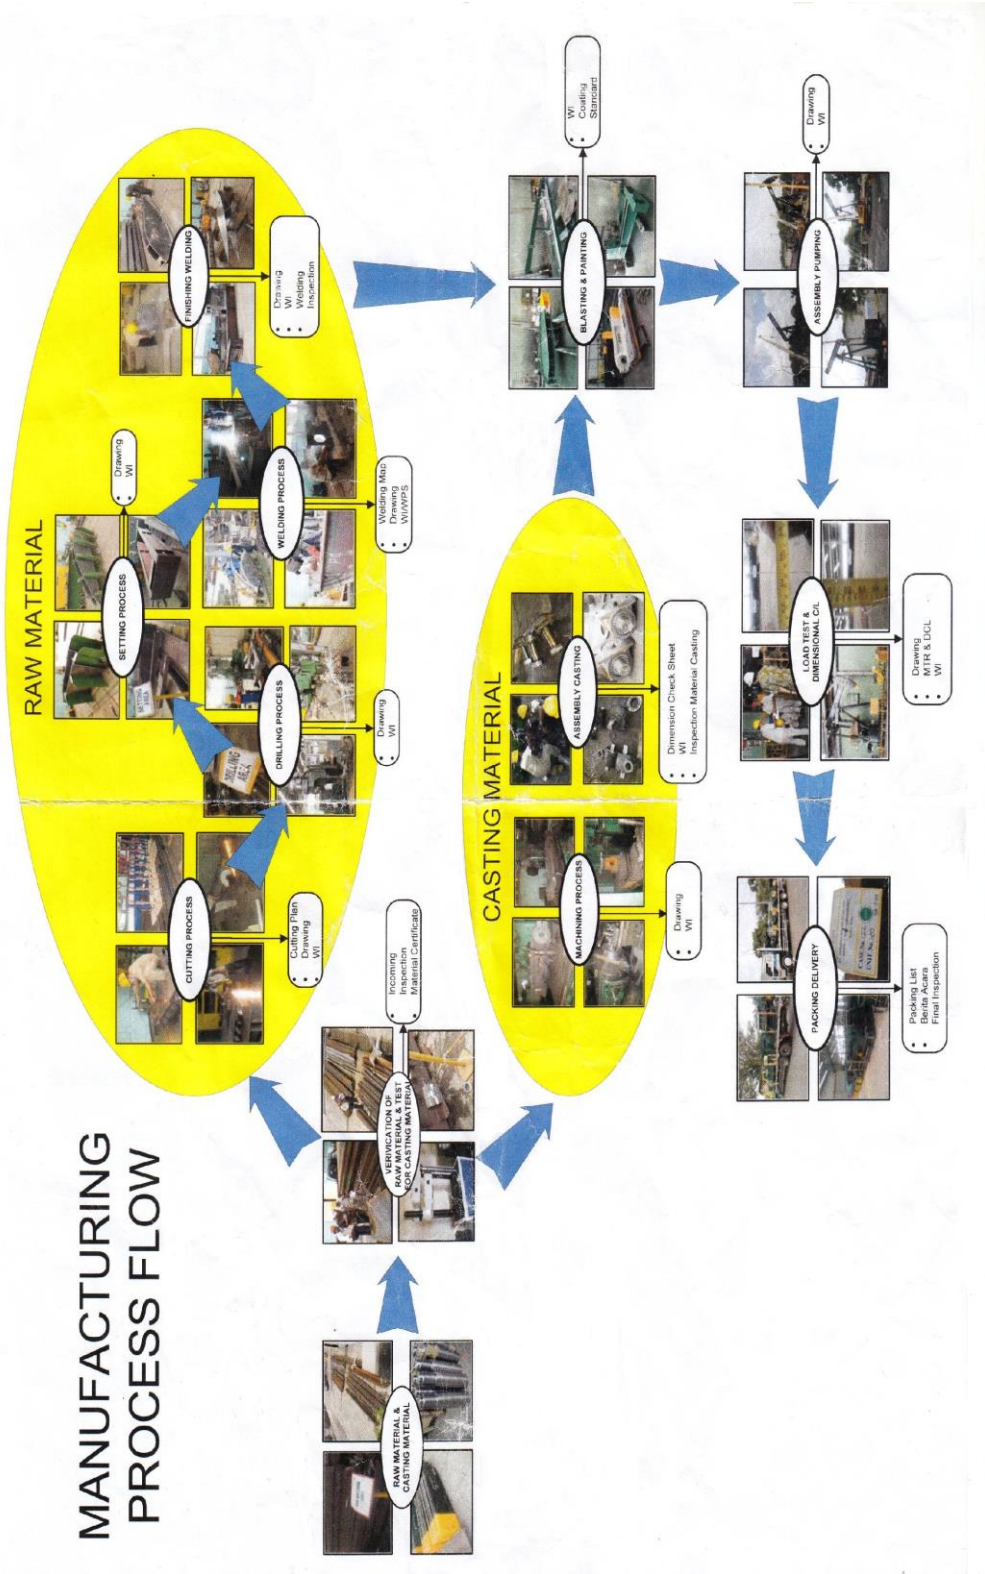 MANUFACTURING
PROCESS FLOW
RAW MATERIAL &
CASTING MATERIAL
VERIVICATION OF
RAW MATERIAL & TEST
FOR CASTING MATERIAL
• Incoming
• Inspection
• Material Certificate
RAW MATERIAL
CUTTING PROCESS
• Cutting Plan
• Drawing
• WI
DRILLING PROCESS
DRILLING
AREA
• Drawing
• WI
SETTING PROCESS
SETTING
AREA
• Drawing
• WI
WELDING PROCESS
• Welding Map
• Drawing
• WI/WPS
FINISHING WELDING
• Drawing
• WI
• Welding
• Inspection
CASTING MATERIAL
MACHINING PROCESS
• Drawing
• WI
ASSEMBLY CASTING
• Dimension Check Sheet
• WI
• Inspection Material Casting
BLASTING & PAINTING
• WI
• Coating
• Standard
ASSEMBLY PUMPING
• Drawing
• WI
LOAD TEST &
DIMENSIONAL C/L
• Drawing
• MTR & DCL
• WI
PACKING DELIVERY
• Packing List
• Berita Acara
• Final Inspection